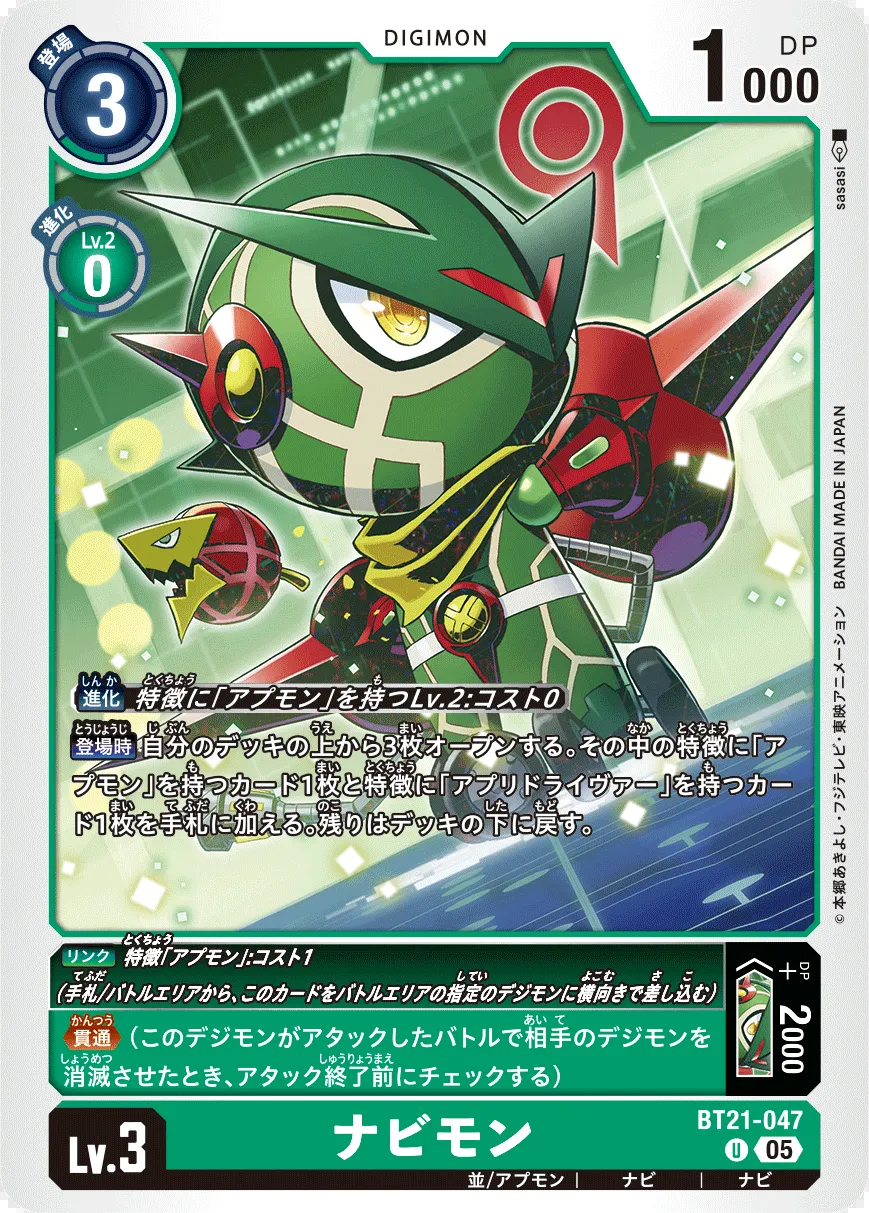 DIGIMON
登場
3
1000
DP
進化
Lv.2
0
sasasi
進化 特徴に「アプモン」を持つLv.2:コスト0
登場時 自分のデッキの上から3枚オープンする。その中の特徴に「ア
プモン」を持つカード1枚と特徴に「アプリドライヴァー」を持つカー
ド1枚を手札に加える。残りはデッキの下に戻す。
©本郷あきよし・フジテレビ・東映アニメーション BANDAI MADE IN JAPAN
リンク 特徴「アプモン」:コスト1
(手札/バトルエリアから、このカードをバトルエリアの指定のデジモンに横向きで差し込む)
貫通 (このデジモンがアタックしたバトルで相手のデジモンを
消滅させたとき、アタック終了前にチェックする)
DP
+2000
Lv.3
ナビモン
BT21-047
U 05
並/アプモン | ナビ | ナビ